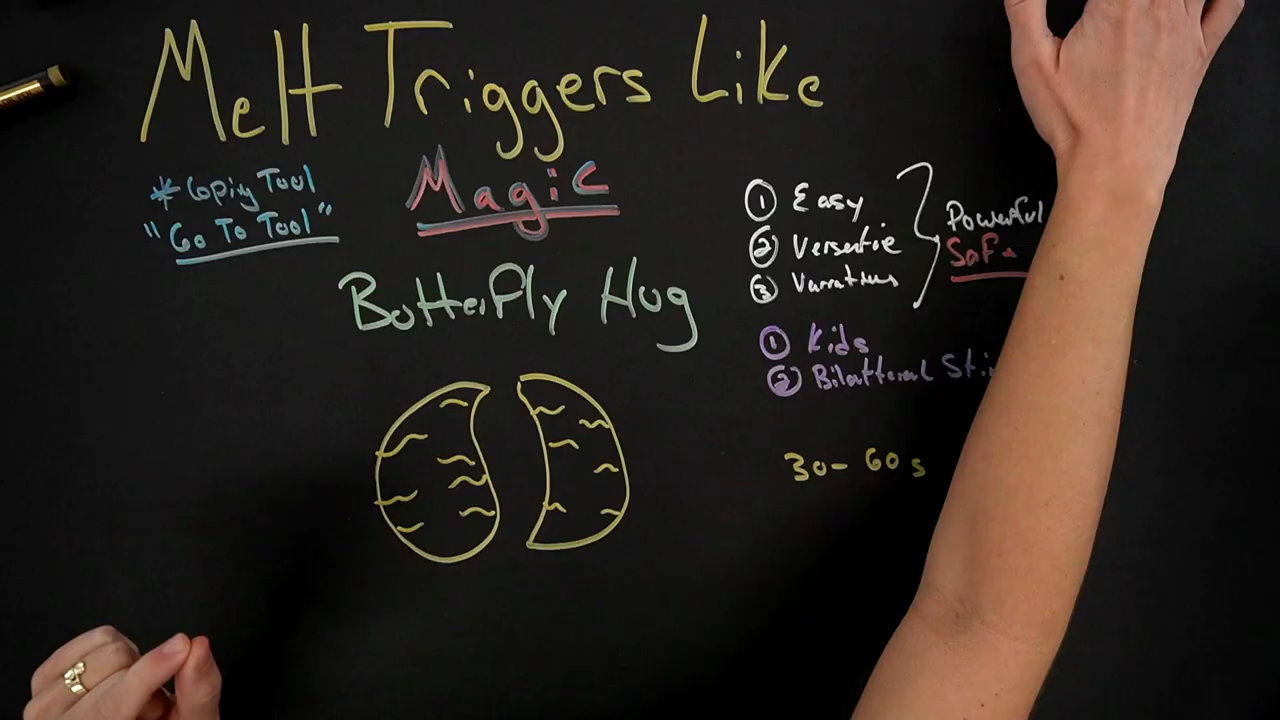 Melt Triggers Like
Magic
* Coping Tool
"Go To Tool"
Butterfly Hug
① Easy
② Versatile
③ Variations
Powerful
Safe
① Kids
② Bilatteral Sti
30-60s